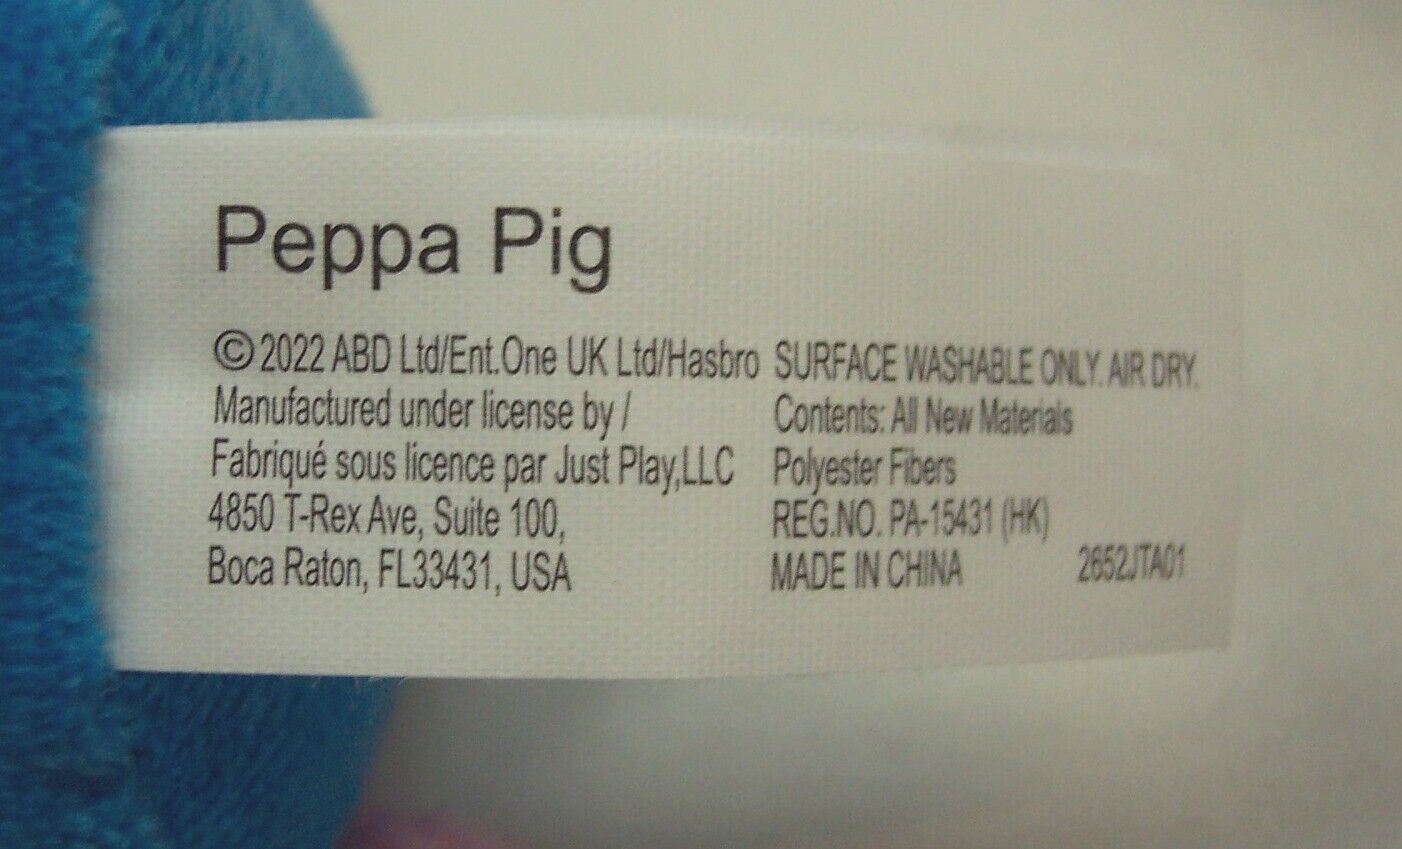 Peppa Pig
©2022 ABD Ltd/Ent.One UK Ltd/Hasbro
Manufactured under license by /
Fabriqué sous licence par Just Play,LLC
4850 T-Rex Ave, Suite 100,
Boca Raton, FL33431, USA
SURFACE WASHABLE ONLY. AIR DRY.
Contents: All New Materials
Polyester Fibers
REG.NO. PA-15431 (HK)
MADE IN CHINA 2652JTA01